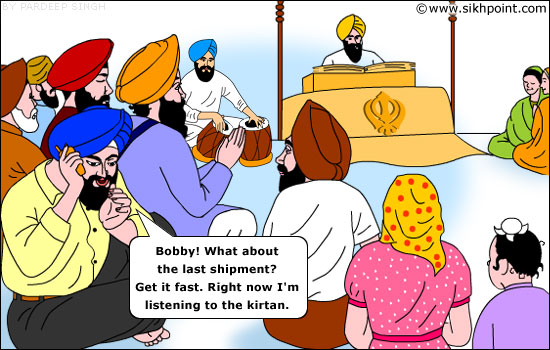 BY PARDEEP SINGH
© www.sikhpoint.com
Bobby! What about
the last shipment?
Get it fast. Right now I'm
listening to the kirtan.